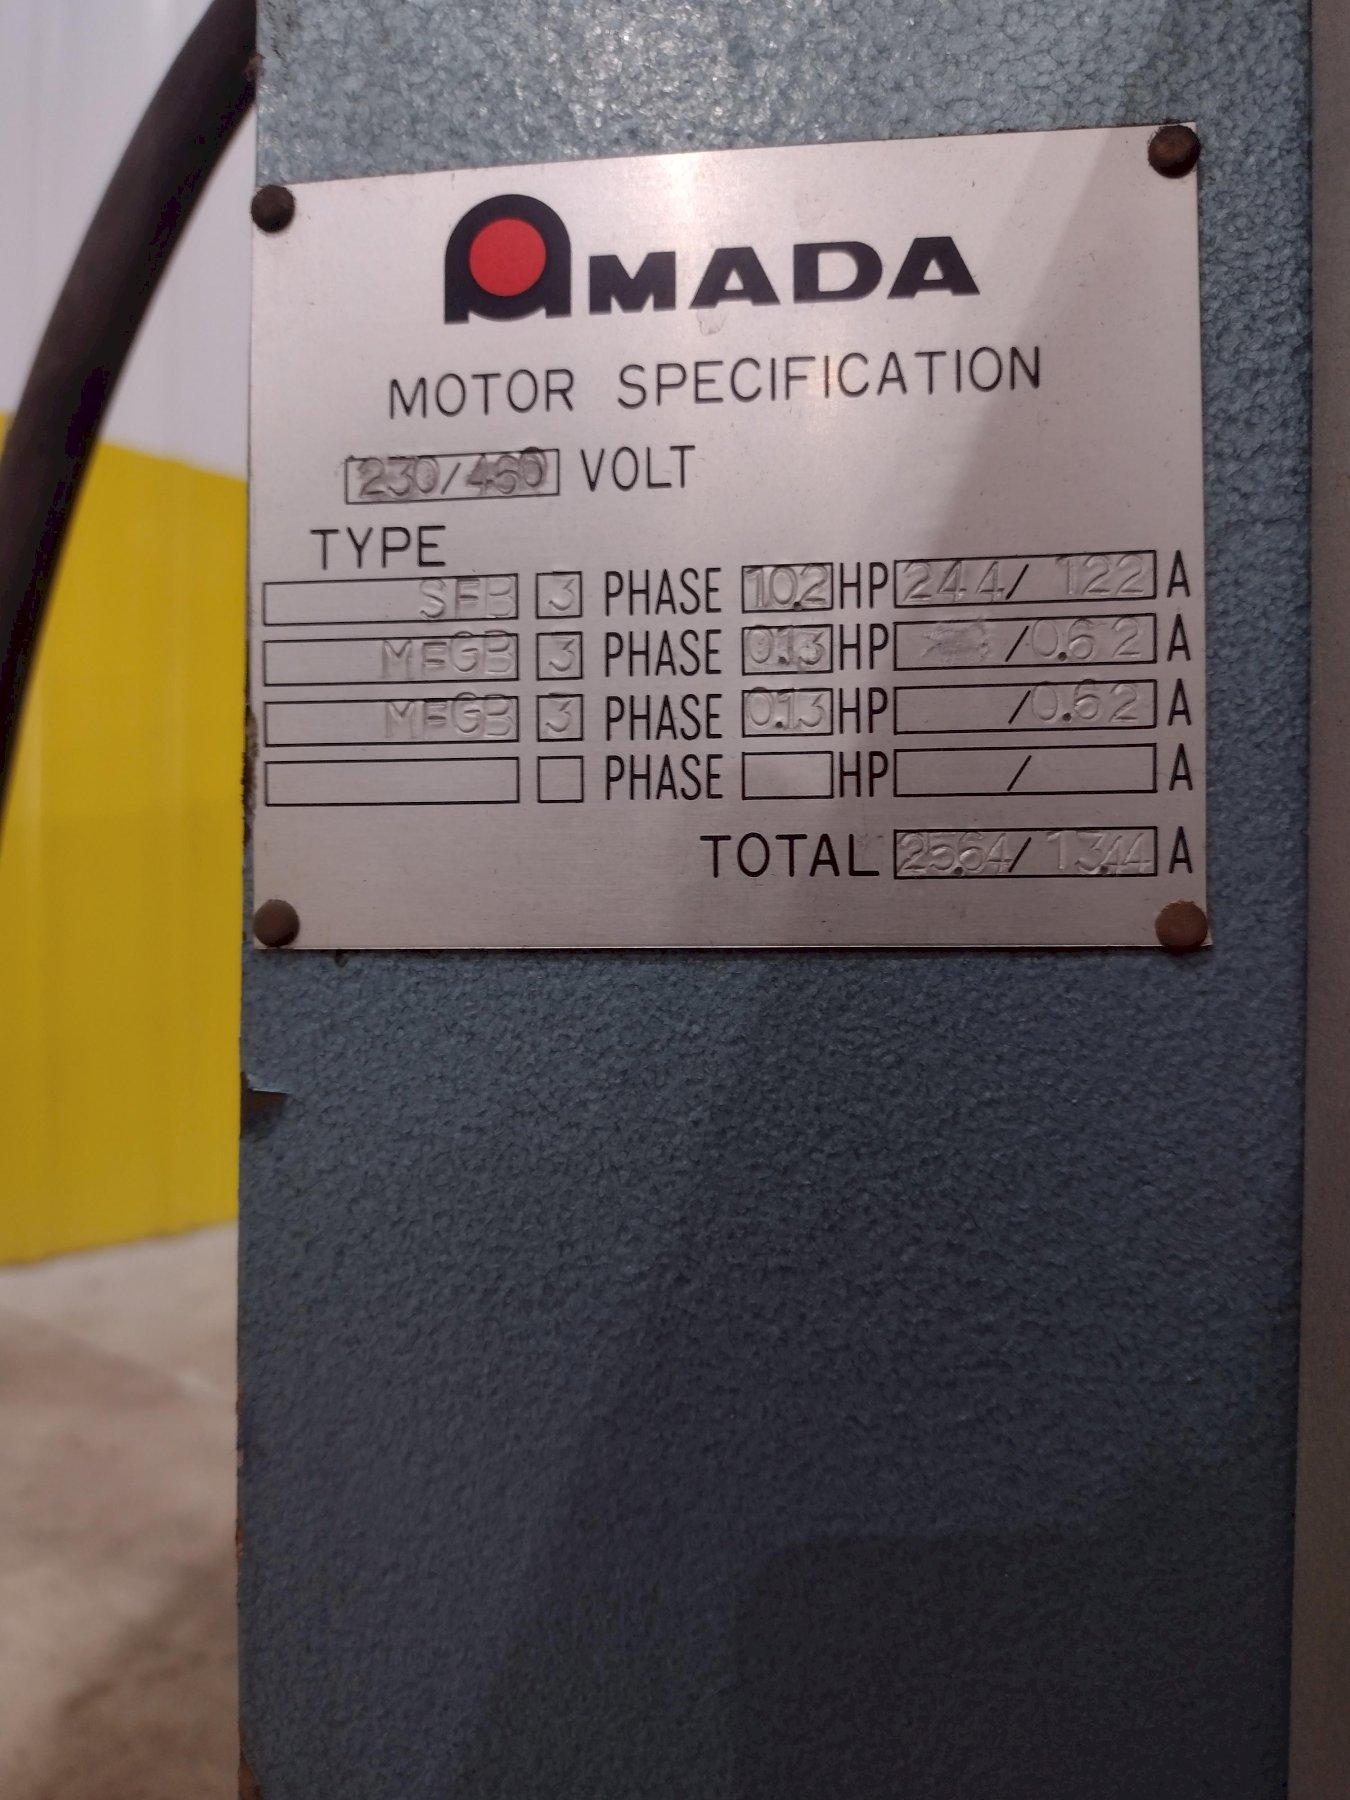 AMADA
MOTOR SPECIFICATION
230/460 VOLT
TYPE
SFB 3 PHASE 10.2 HP 24.4/ 12.2 A
MFGB 3 PHASE 0.13 HP /0.62 A
MFGB 3 PHASE 0.13 HP /0.62 A
PHASE HP / A
TOTAL 25.64/ 13.44 A